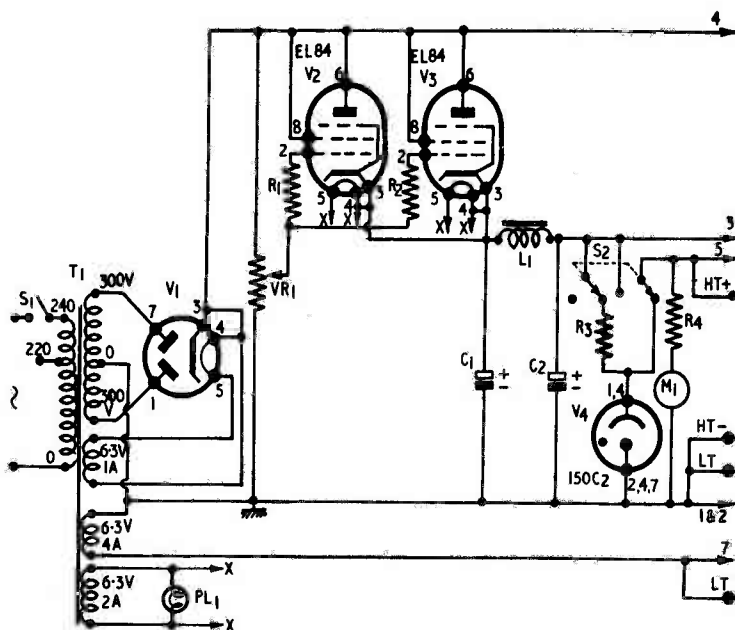 4
EL84
V2
6
8
2
R1
5
4
3
X
X
EL84
V3
6
8
2
R2
5
4
3
X
X
L1
3
5
S2
HT+
T1
S1
240
300V
V1
7
3
4
VR1
220
0
300
V
1
5
R3
R4
C1
+
-
C2
+
-
M1
1,4
V4
150C2
2,4,7
HT-
LT
0
6·3V
1A
1&2
6·3V
4A
7
6·3V
2A
PL1
X
X
LT